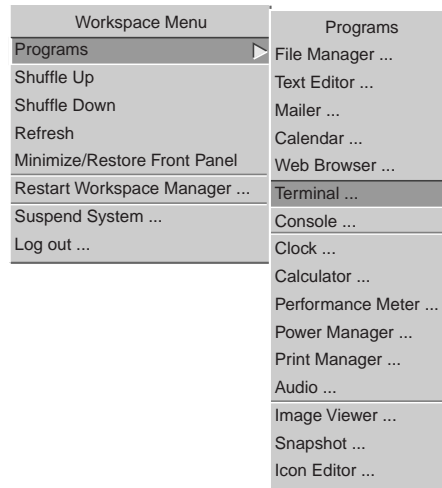 Workspace Menu
Programs
Shuffle Up
Shuffle Down
Refresh
Minimize/Restore Front Panel
Restart Workspace Manager ...
Suspend System ...
Log out ...
Programs
File Manager ...
Text Editor ...
Mailer ...
Calendar ...
Web Browser ...
Terminal ...
Console ...
Clock ...
Calculator ...
Performance Meter ...
Power Manager ...
Print Manager ...
Audio ...
Image Viewer ...
Snapshot ...
Icon Editor ...